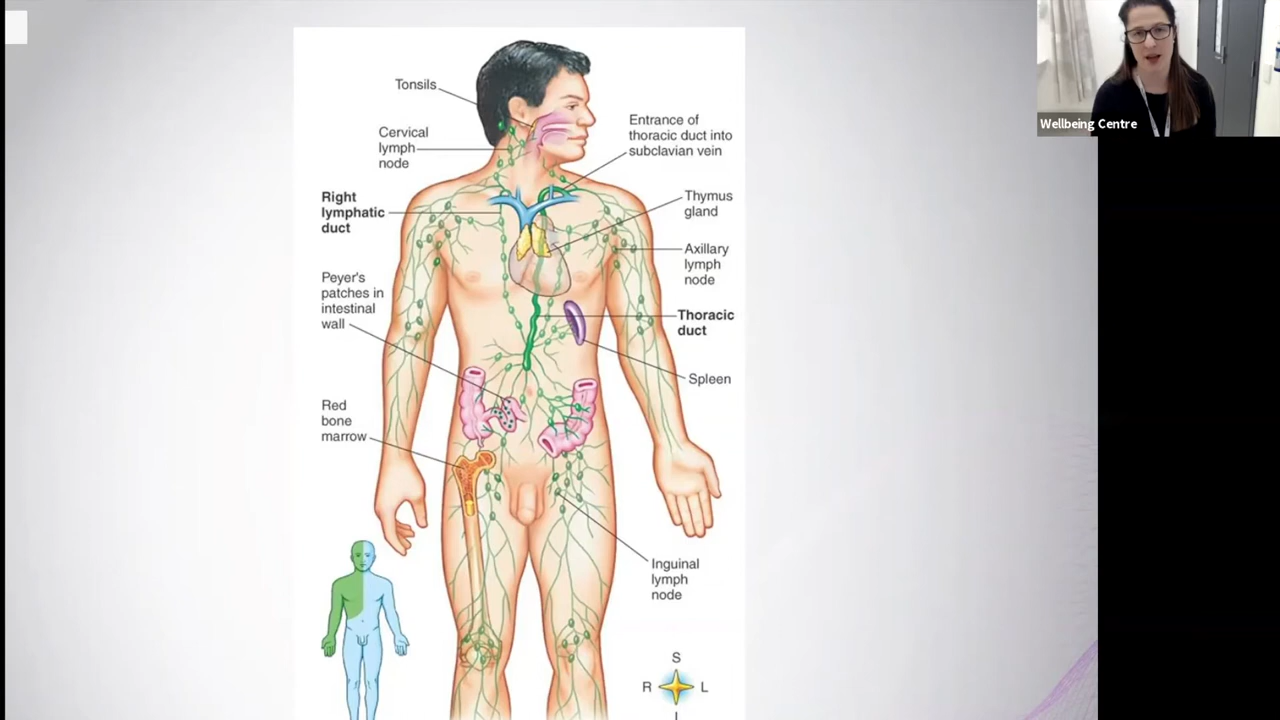 Tonsils
Cervical
lymph
node
Right
lymphatic
duct
Peyer's
patches in
intestinal
wall
Red
bone
marrow
Entrance of
thoracic duct into
subclavian vein
Thymus
gland
Axillary
lymph
node
Thoracic
duct
Spleen
Inguinal
lymph
node
S
R L
I
Wellbeing Centre